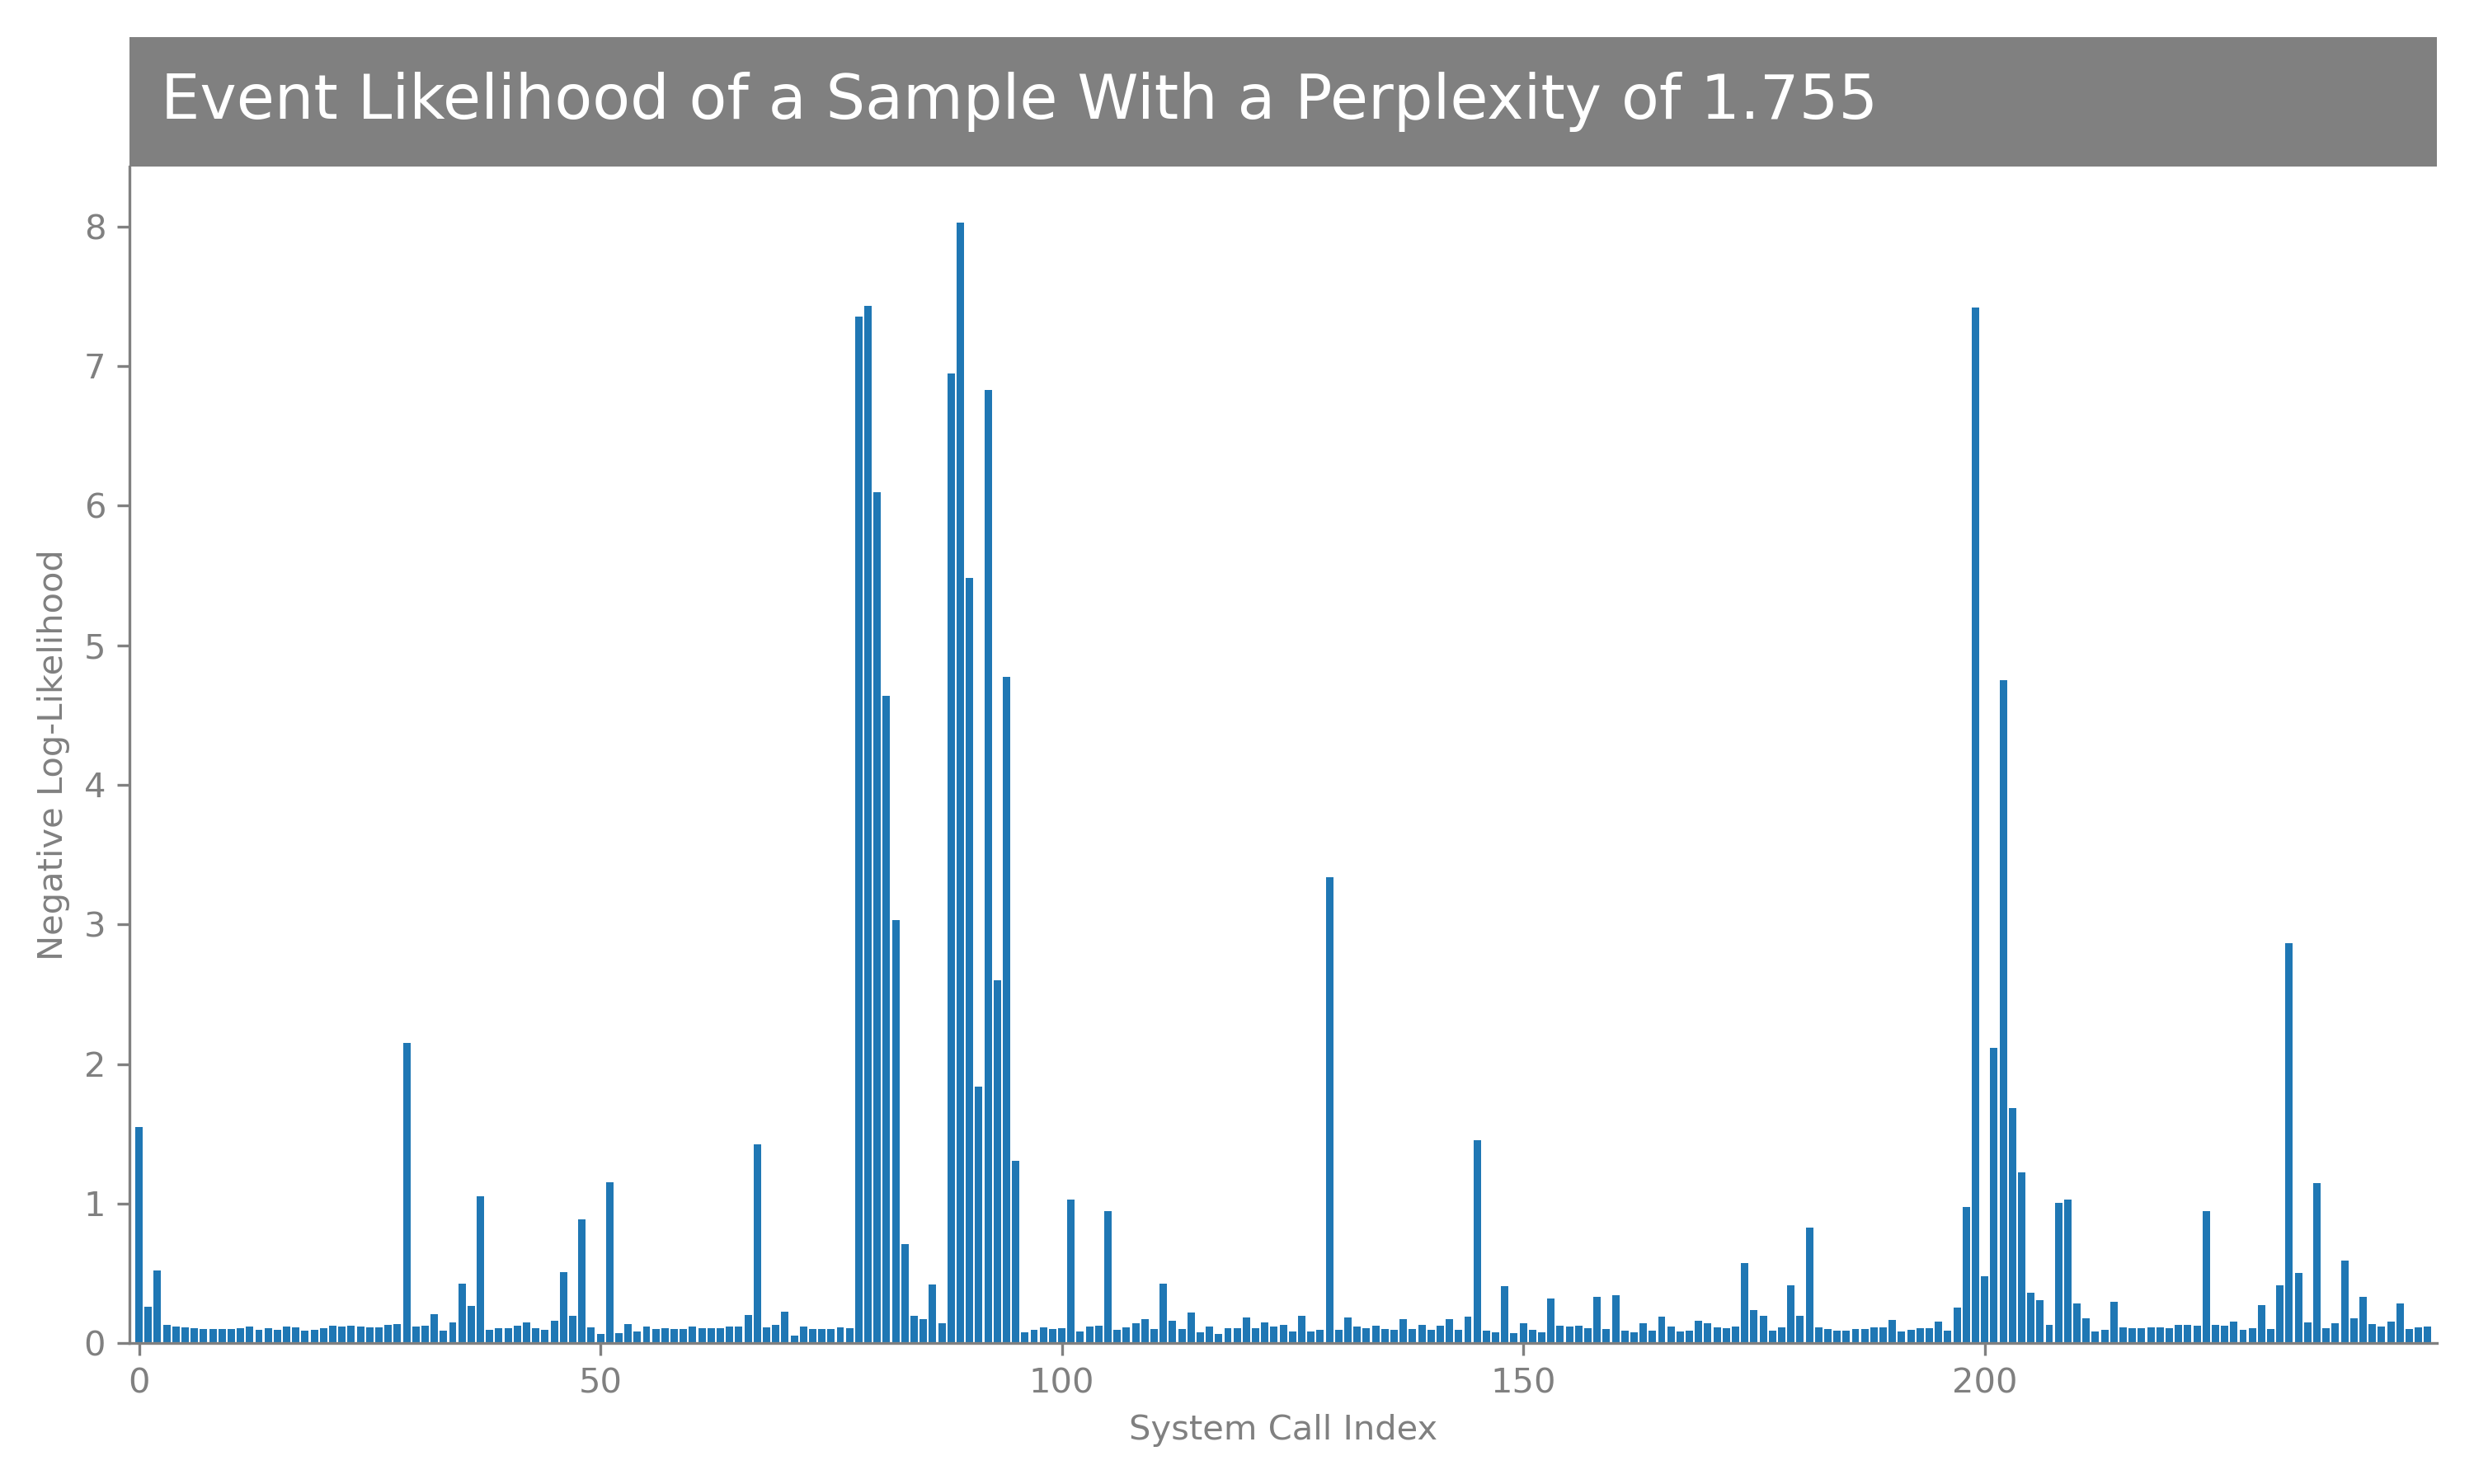 Event Likelihood of a Sample With a Perplexity of 1.755
8
7
6
5
4
3
2
1
0
Negative Log-Likelihood
0 50 100 150 200
System Call Index